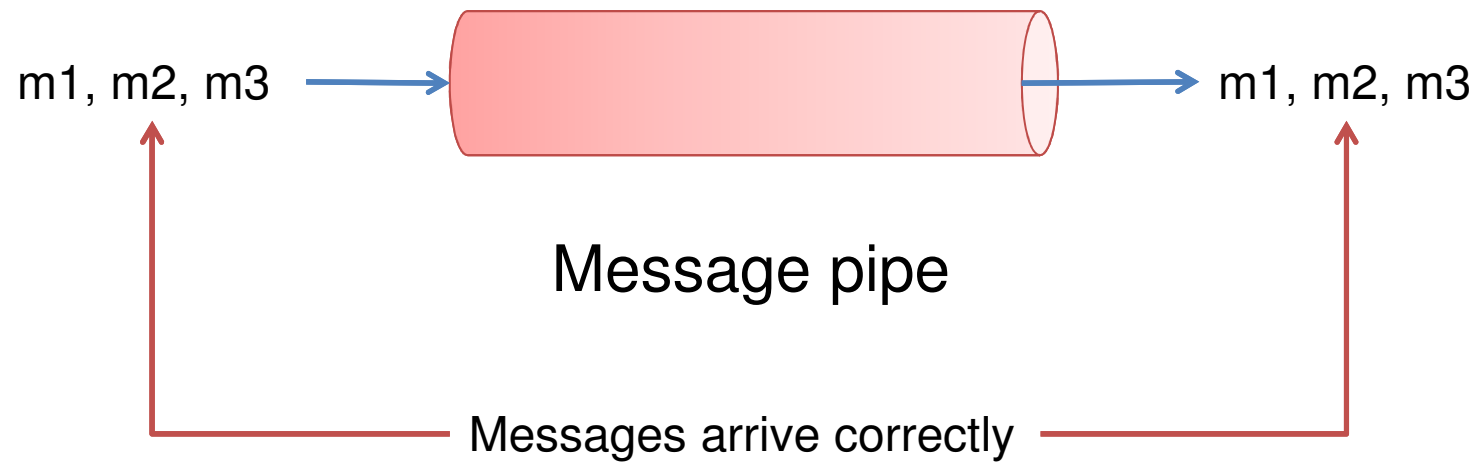 m1, m2, m3
m1, m2, m3
Message pipe
Messages arrive correctly